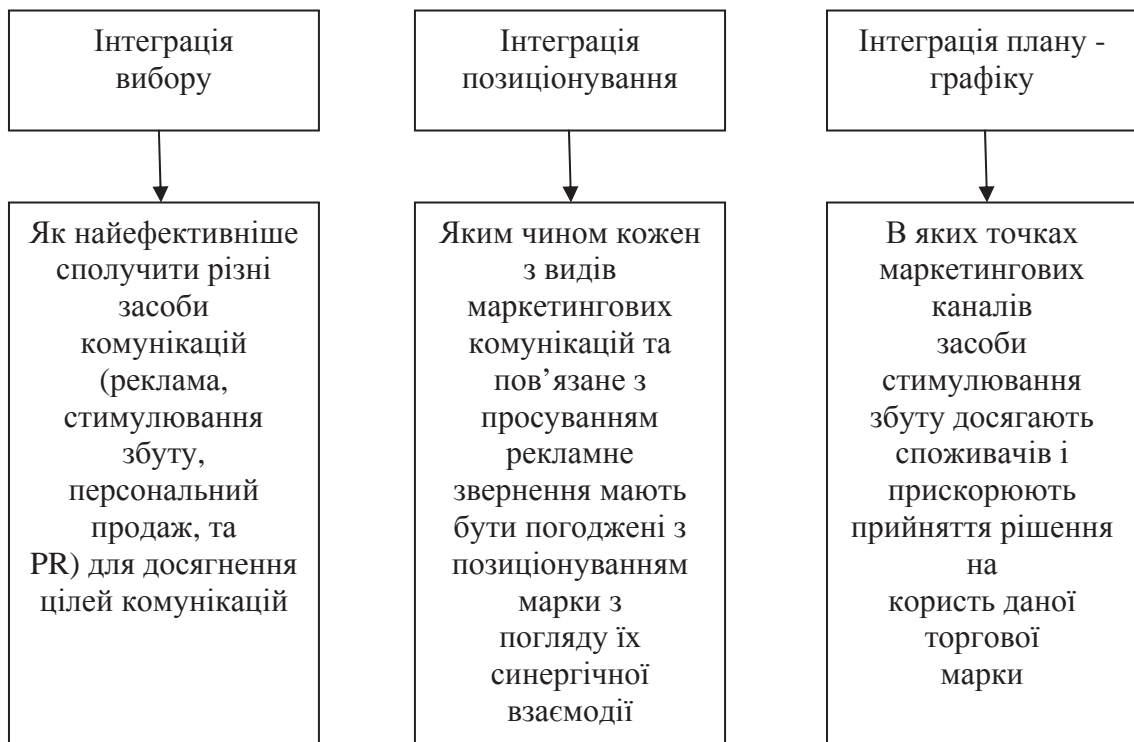 Інтеграція
вибору
Інтеграція
позиціонування
Інтеграція плану -
графіку
Як найефективніше
сполучити різні
засоби
комунікацій
(реклама,
стимулювання
збуту,
персональний
продаж, та
PR) для досягнення
цілей комунікацій
Яким чином кожен
з видів
маркетингових
комунікацій та
пов’язане з
просуванням
рекламне
звернення мають
бути погоджені з
позиціонуванням
марки з
погляду їх
синергічної
взаємодії
В яких точках
маркетингових
каналів
засоби
стимулювання
збуту досягають
споживачів і
прискорюють
прийняття рішення
на
користь даної
торгової
марки